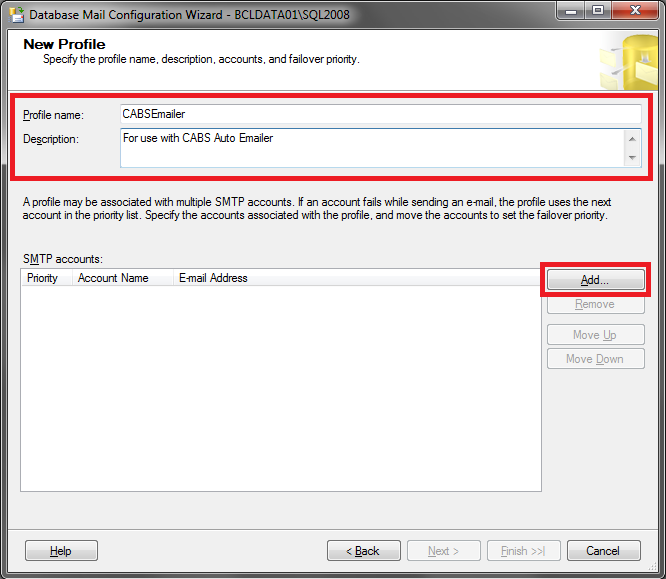 Database Mail Configuration Wizard - BCLDATA01\SQL2008
New Profile
Specify the profile name, description, accounts, and failover priority.
Profile name: CABSEmailer
Description: For use with CABS Auto Emailer
A profile may be associated with multiple SMTP accounts. If an account fails while sending an e-mail, the profile uses the next
account in the priority list. Specify the accounts associated with the profile, and move the accounts to set the failover priority.
SMTP accounts:
Priority Account Name E-mail Address
Add...
Remove
Move Up
Move Down
Help < Back Next > Finish >>| Cancel